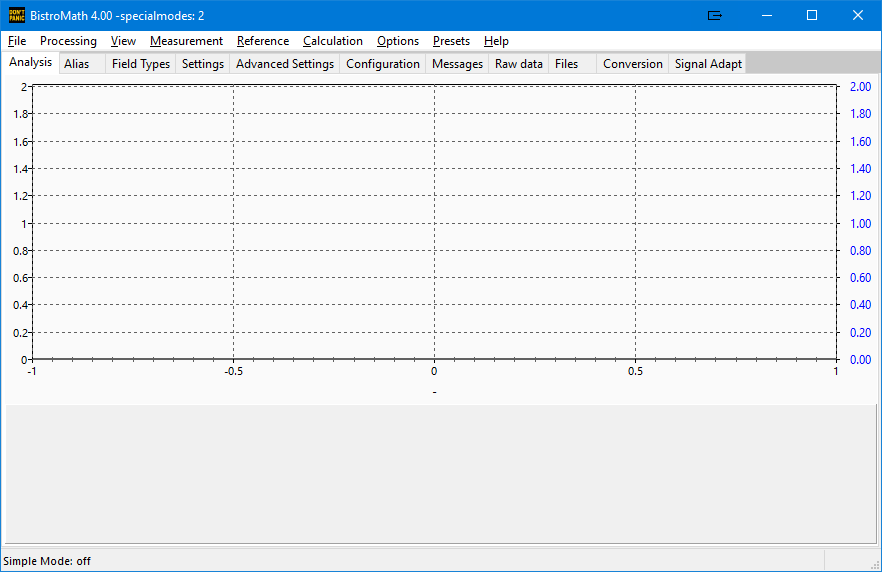 DON'T PANIC BistroMath 4.00 -specialmodes: 2
File Processing View Measurement Reference Calculation Options Presets Help
Analysis Alias Field Types Settings Advanced Settings Configuration Messages Raw data Files Conversion Signal Adapt
2 2.00
1.8 1.80
1.6 1.60
1.4 1.40
1.2 1.20
1 1.00
0.8 0.80
0.6 0.60
0.4 0.40
0.2 0.20
0 0.00
-1 -0.5 0 0.5 1
-
Simple Mode: off